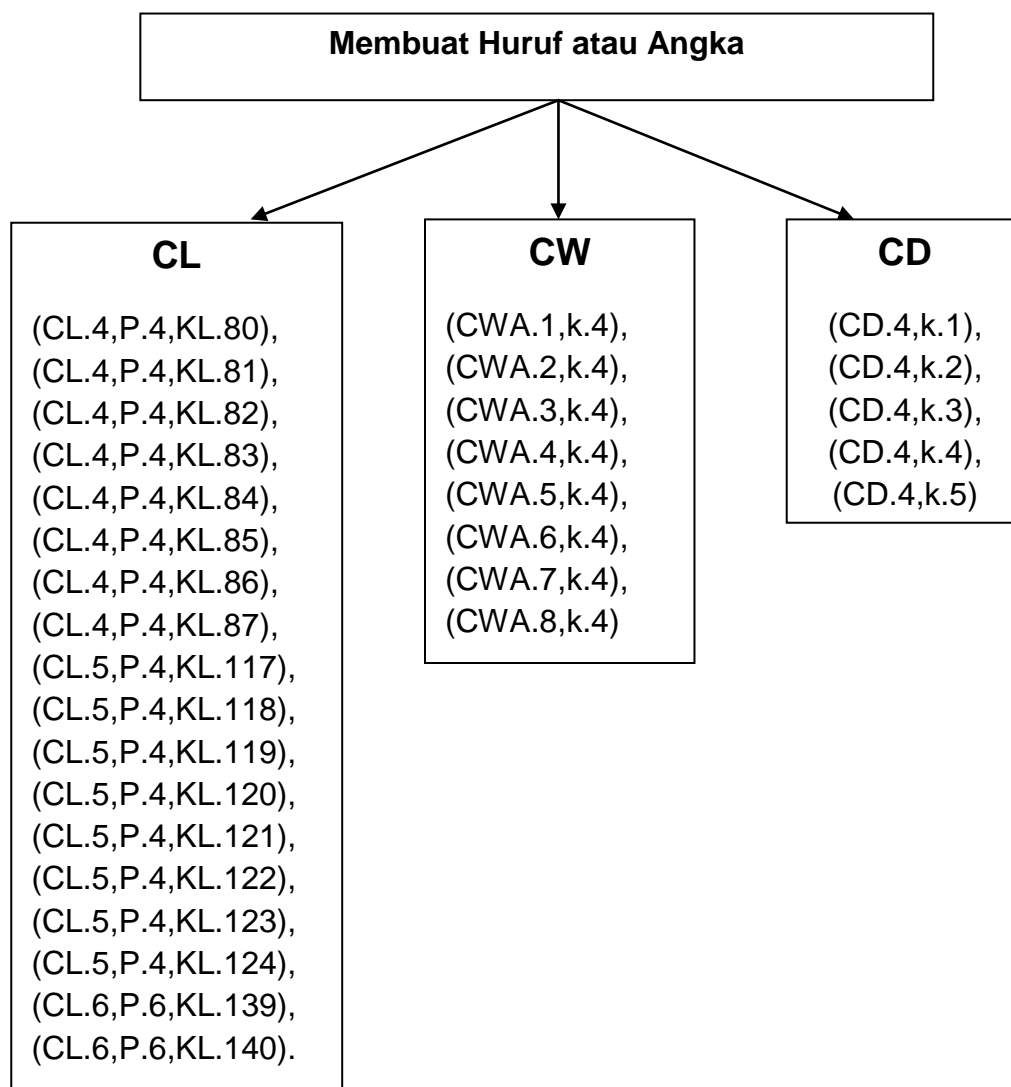 Membuat Huruf atau Angka
CL
(CL.4,P.4,KL.80),
(CL.4,P.4,KL.81),
(CL.4,P.4,KL.82),
(CL.4,P.4,KL.83),
(CL.4,P.4,KL.84),
(CL.4,P.4,KL.85),
(CL.4,P.4,KL.86),
(CL.4,P.4,KL.87),
(CL.5,P.4,KL.117),
(CL.5,P.4,KL.118),
(CL.5,P.4,KL.119),
(CL.5,P.4,KL.120),
(CL.5,P.4,KL.121),
(CL.5,P.4,KL.122),
(CL.5,P.4,KL.123),
(CL.5,P.4,KL.124),
(CL.6,P.6,KL.139),
(CL.6,P.6,KL.140).
CW
(CWA.1,k.4),
(CWA.2,k.4),
(CWA.3,k.4),
(CWA.4,k.4),
(CWA.5,k.4),
(CWA.6,k.4),
(CWA.7,k.4),
(CWA.8,k.4)
CD
(CD.4,k.1),
(CD.4,k.2),
(CD.4,k.3),
(CD.4,k.4),
(CD.4,k.5)